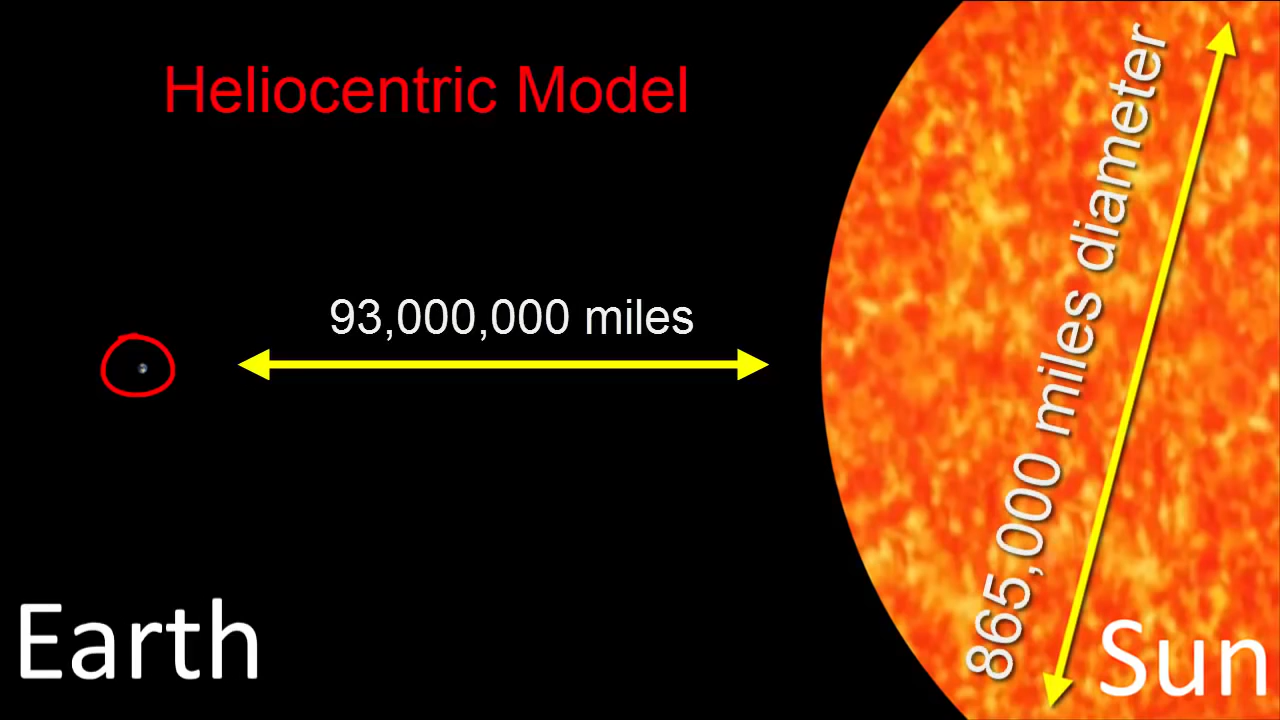 Heliocentric Model
93,000,000 miles
865,000 miles diameter
Earth
Sun